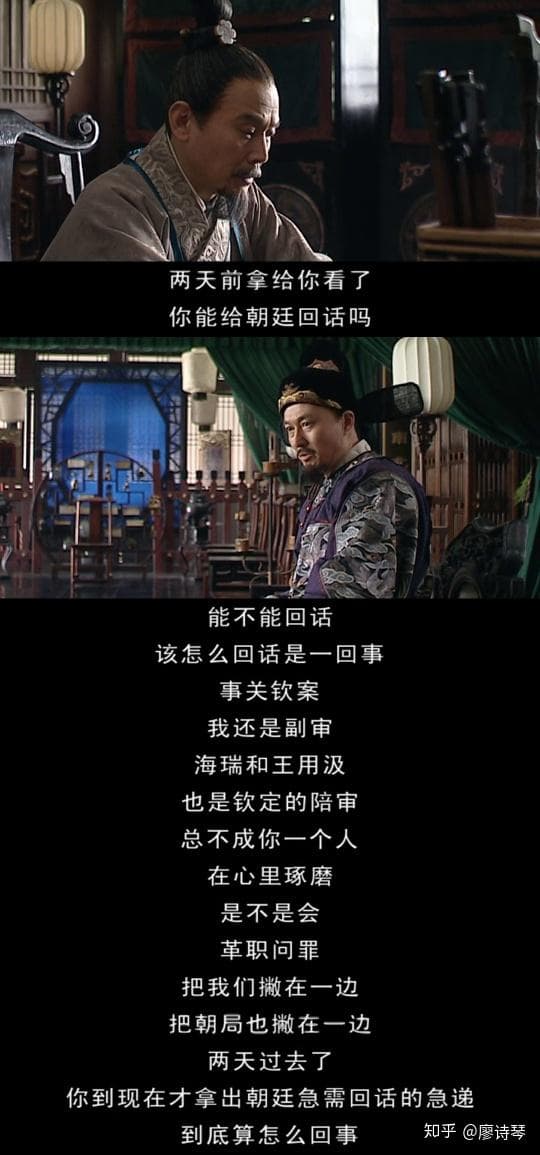 两天前拿给你看了
你能给朝廷回话吗
能不能回话
该怎么回话是一回事
事关钦案
我还是副审
海瑞和王用汲
也是钦定的陪审
总不成你一个人
在心里琢磨
是不是会
革职问罪
把我们撇在一边
把朝局也撇在一边
两天过去了
你到现在才拿出朝廷急需回话的急递
到底算怎么回事
知乎 @廖诗琴